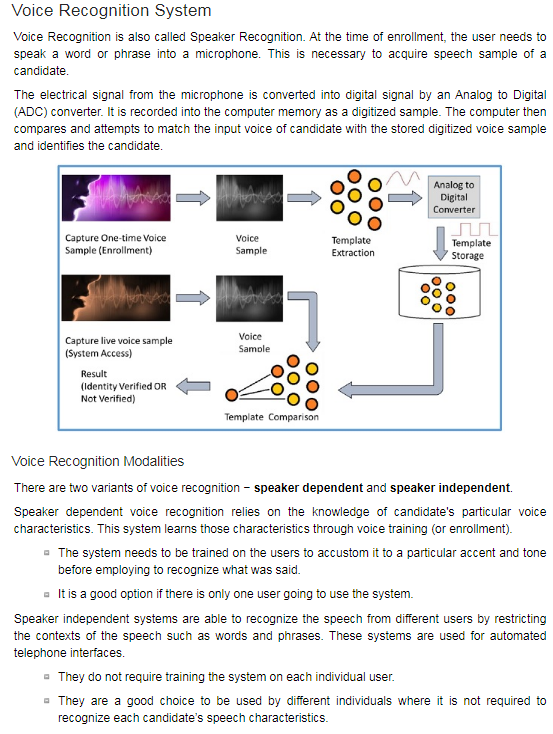 Voice Recognition System
Voice Recognition is also called Speaker Recognition. At the time of enrollment, the user needs to
speak a word or phrase into a microphone. This is necessary to acquire speech sample of a
candidate.
The electrical signal from the microphone is converted into digital signal by an Analog to Digital
(ADC) converter. It is recorded into the computer memory as a digitized sample. The computer then
compares and attempts to match the input voice of candidate with the stored digitized voice sample
and identifies the candidate.
Analog to
Digital
Converter
Capture One-time Voice
Sample (Enrollment)
Voice
Sample
Template
Extraction
Template
Storage
Capture live voice sample
(System Access)
Voice
Sample
Result
(Identity Verified OR
Not Verified)
Template Comparison
Voice Recognition Modalities
There are two variants of voice recognition − speaker dependent and speaker independent.
Speaker dependent voice recognition relies on the knowledge of candidate's particular voice
characteristics. This system learns those characteristics through voice training (or enrollment).
The system needs to be trained on the users to accustom it to a particular accent and tone
before employing to recognize what was said.
It is a good option if there is only one user going to use the system.
Speaker independent systems are able to recognize the speech from different users by restricting
the contexts of the speech such as words and phrases. These systems are used for automated
telephone interfaces.
They do not require training the system on each individual user.
They are a good choice to be used by different individuals where it is not required to
recognize each candidate's speech characteristics.